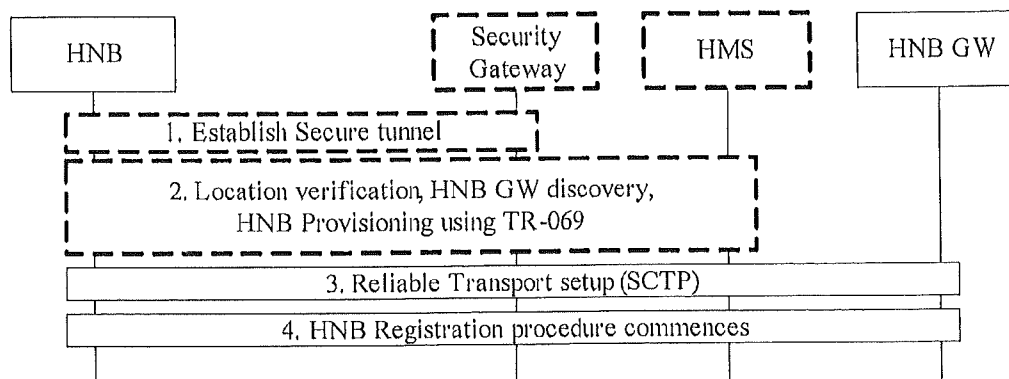 HNB
Security
Gateway
HMS
HNB GW
1. Establish Secure tunnel
2. Location verification, HNB GW discovery,
HNB Provisioning using TR-069
3. Reliable Transport setup (SCTP)
4. HNB Registration procedure commences